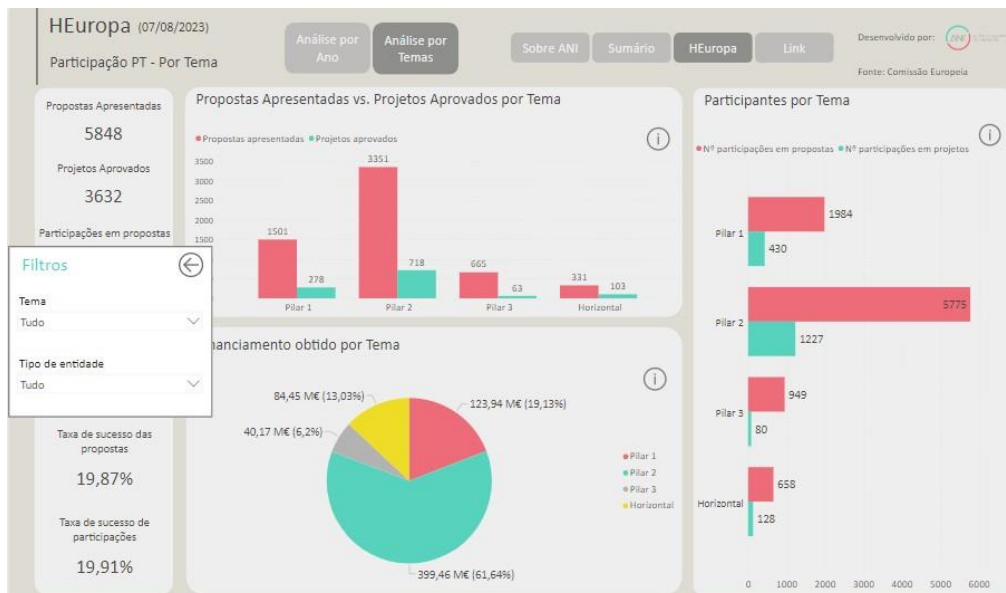 HEuropa (07/08/2023)
Participação PT - Por Tema
Análise por
Ano
Análise por
Temas
Sobre ANI
Sumário
HEuropa
Link
Desenvolvido por:
ANI
Fonte: Comissão Europeia
Propostas Apresentadas
5848
Projetos Aprovados
3632
Participações em propostas
Filtros
Tema
Tudo
Tipo de entidade
Tudo
Taxa de sucesso das
propostas
19,87%
Taxa de sucesso de
participações
19,91%
Propostas Apresentadas vs. Projetos Aprovados por Tema
Propostas apresentadas Projetos aprovados
i
3500
3000
2500
2000
1500
1501
278
3351
718
665
63
331
103
Pilar 1
Pilar 2
Pilar 3
Horizontal
nanciamento obtido por Tema
i
84,45 M€ (13,03%)
123,94 M€ (19,13%)
40,17 M€ (6,2%)
399,46 M€ (61,64%)
Pilar 1
Pilar 2
Pilar 3
Horizontal
Participantes por Tema
i
Nº participações em propostas Nº participações em projetos
Pilar 1
1984
430
Pilar 2
5775
1227
Pilar 3
949
80
Horizontal
658
128
0 1000 2000 3000 4000 5000 6000